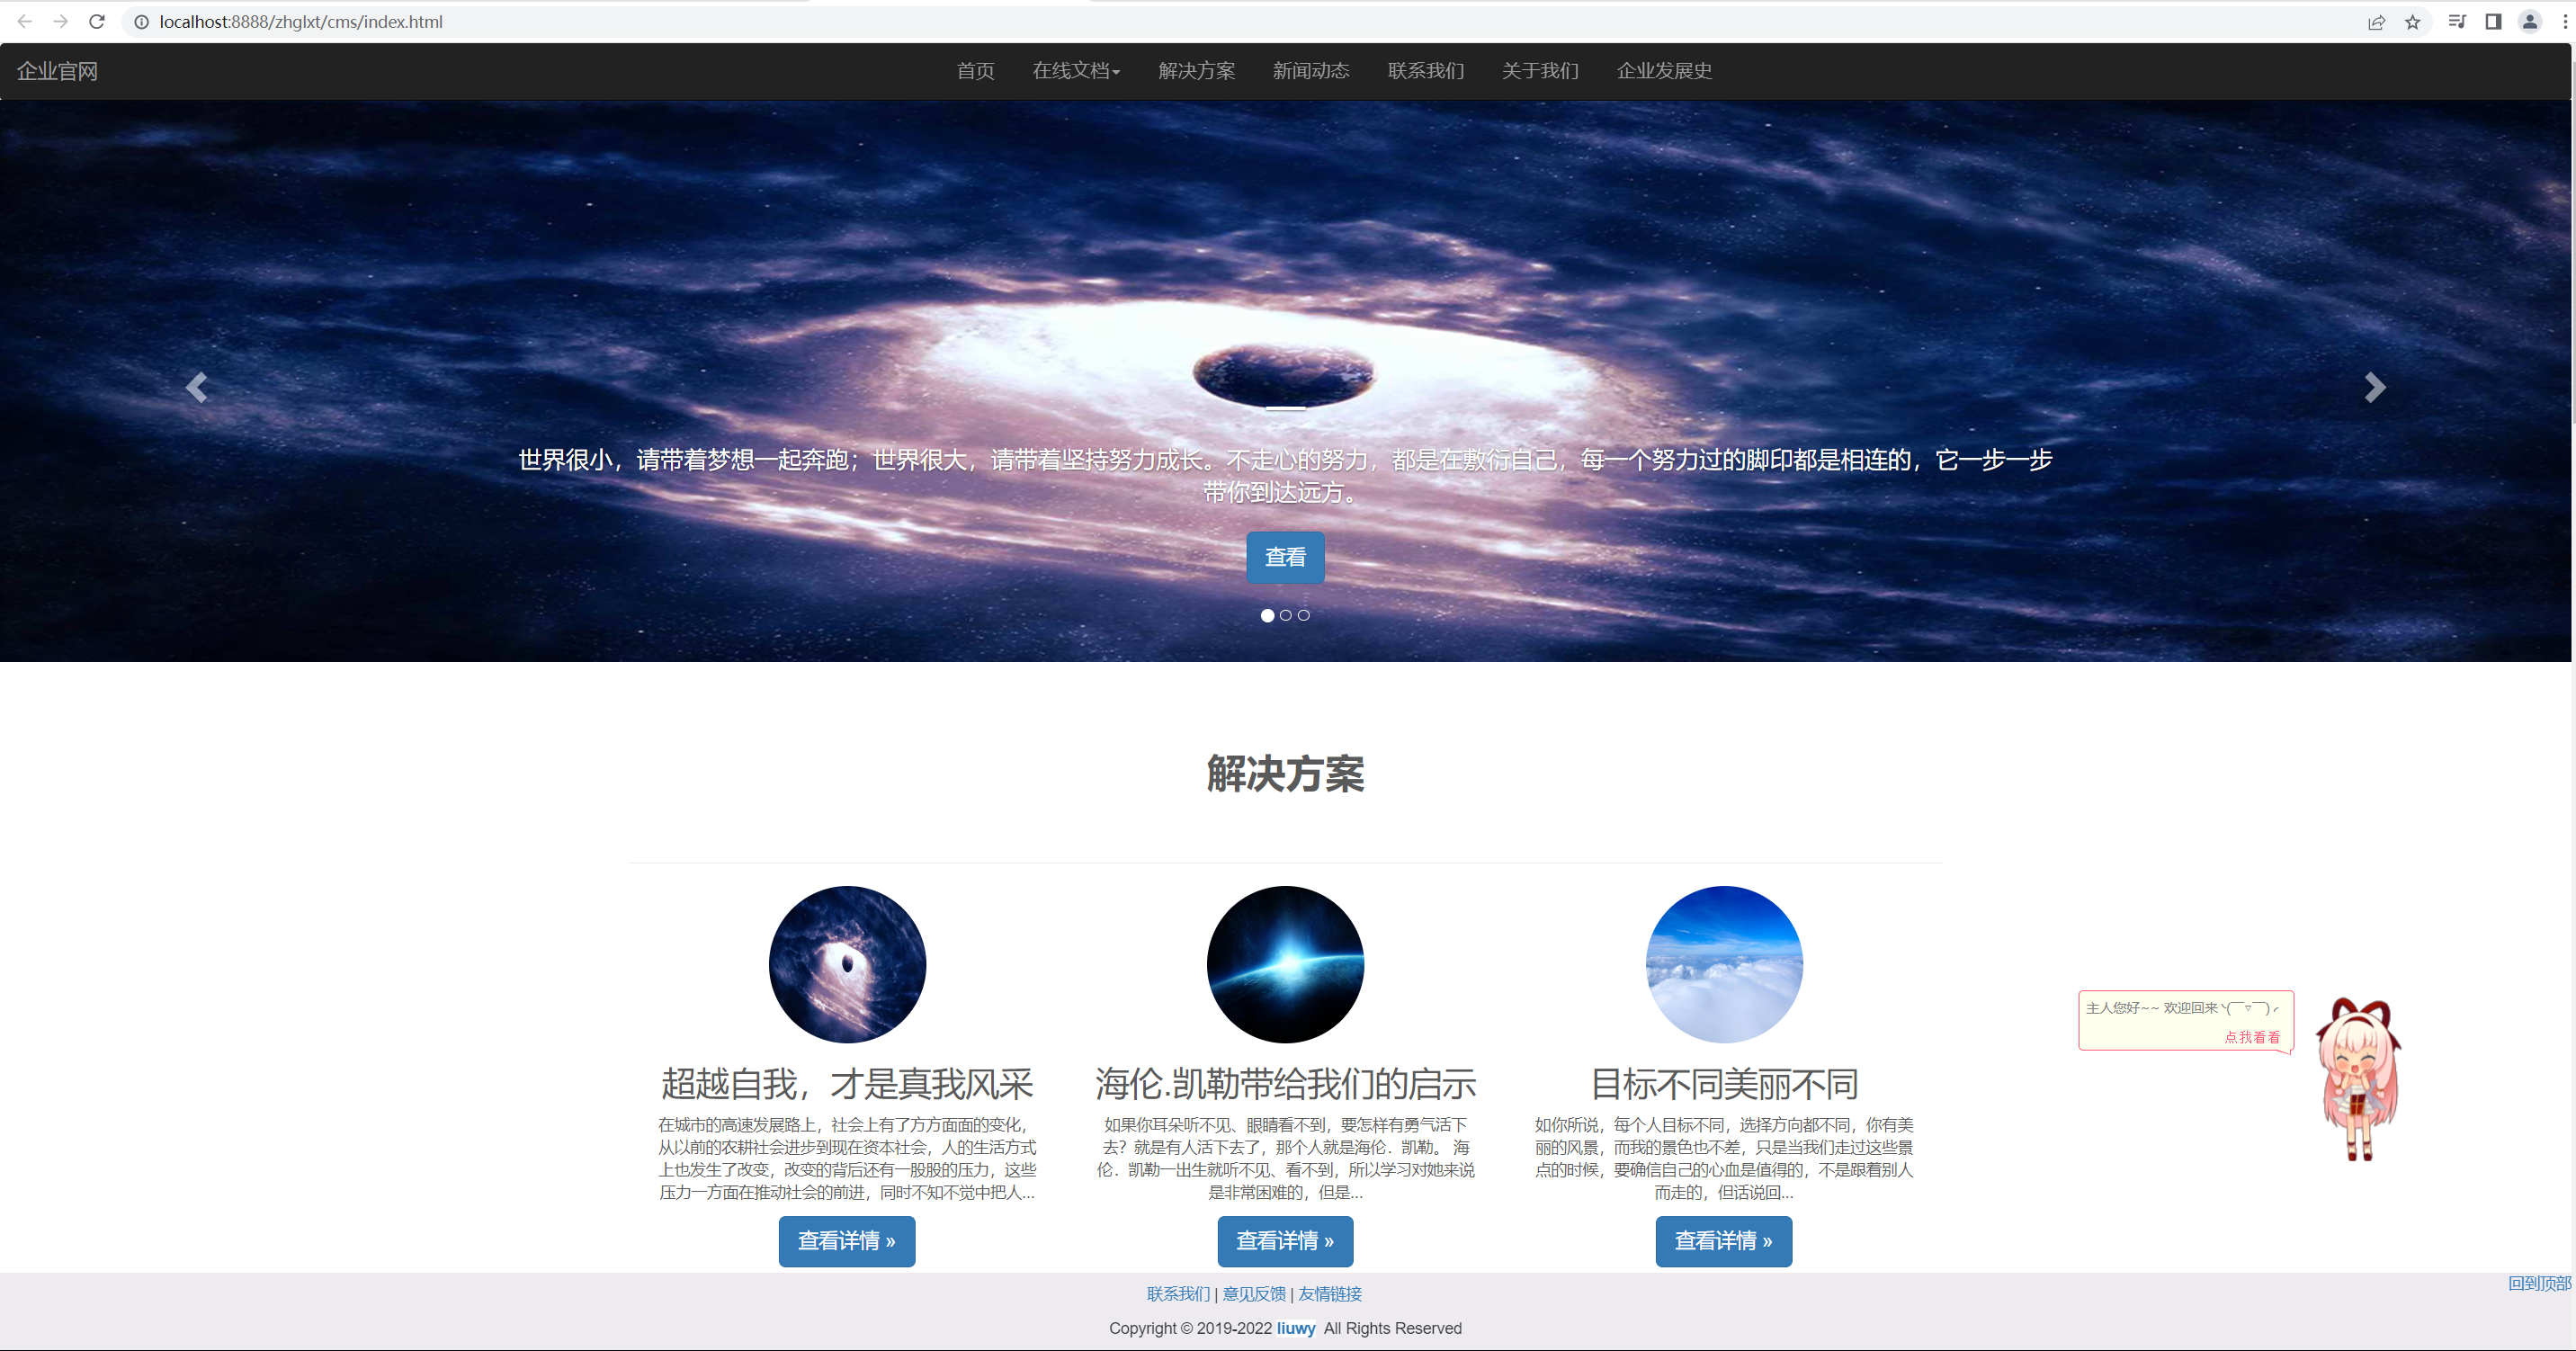 localhost:8888/zhglxt/cms/index.html
企业官网 首页 在线文档 解决方案 新闻动态 联系我们 关于我们 企业发展史
世界很小，请带着梦想一起奔跑；世界很大，请带着坚持努力成长。不走心的努力，都是在敷衍自己，每一个努力过的脚印都是相连的，它一步一步
带你到达远方。
查看
解决方案
超越自我，才是真我风采
在城市的高速发展路上，社会上有了方方面面的变化，
从以前的农耕社会进步到现在资本社会，人的生活方式
上也发生了改变，改变的背后还有一股股的压力，这些
压力一方面在推动社会的前进，同时不知不觉中把人...
查看详情 »
海伦.凯勒带给我们的启示
如果你耳朵听不见、眼睛看不到，要怎样有勇气活下
去？就是有人活下去了，那个人就是海伦．凯勒。 海
伦．凯勒一出生就听不见、看不到，所以学习对她来说
是非常困难的，但是...
查看详情 »
目标不同美丽不同
如你所说，每个人目标不同，选择方向都不同，你有美
丽的风景，而我的景色也不差，只是当我们走过这些景
点的时候，要确信自己的心血是值得的，不是跟着别人
而走的，但话说回...
查看详情 »
主人您好~~ 欢迎回来ヽ(￣▽￣)ノ
点我看看
回到顶部
联系我们 | 意见反馈 | 友情链接
Copyright © 2019-2022 liuwy All Rights Reserved